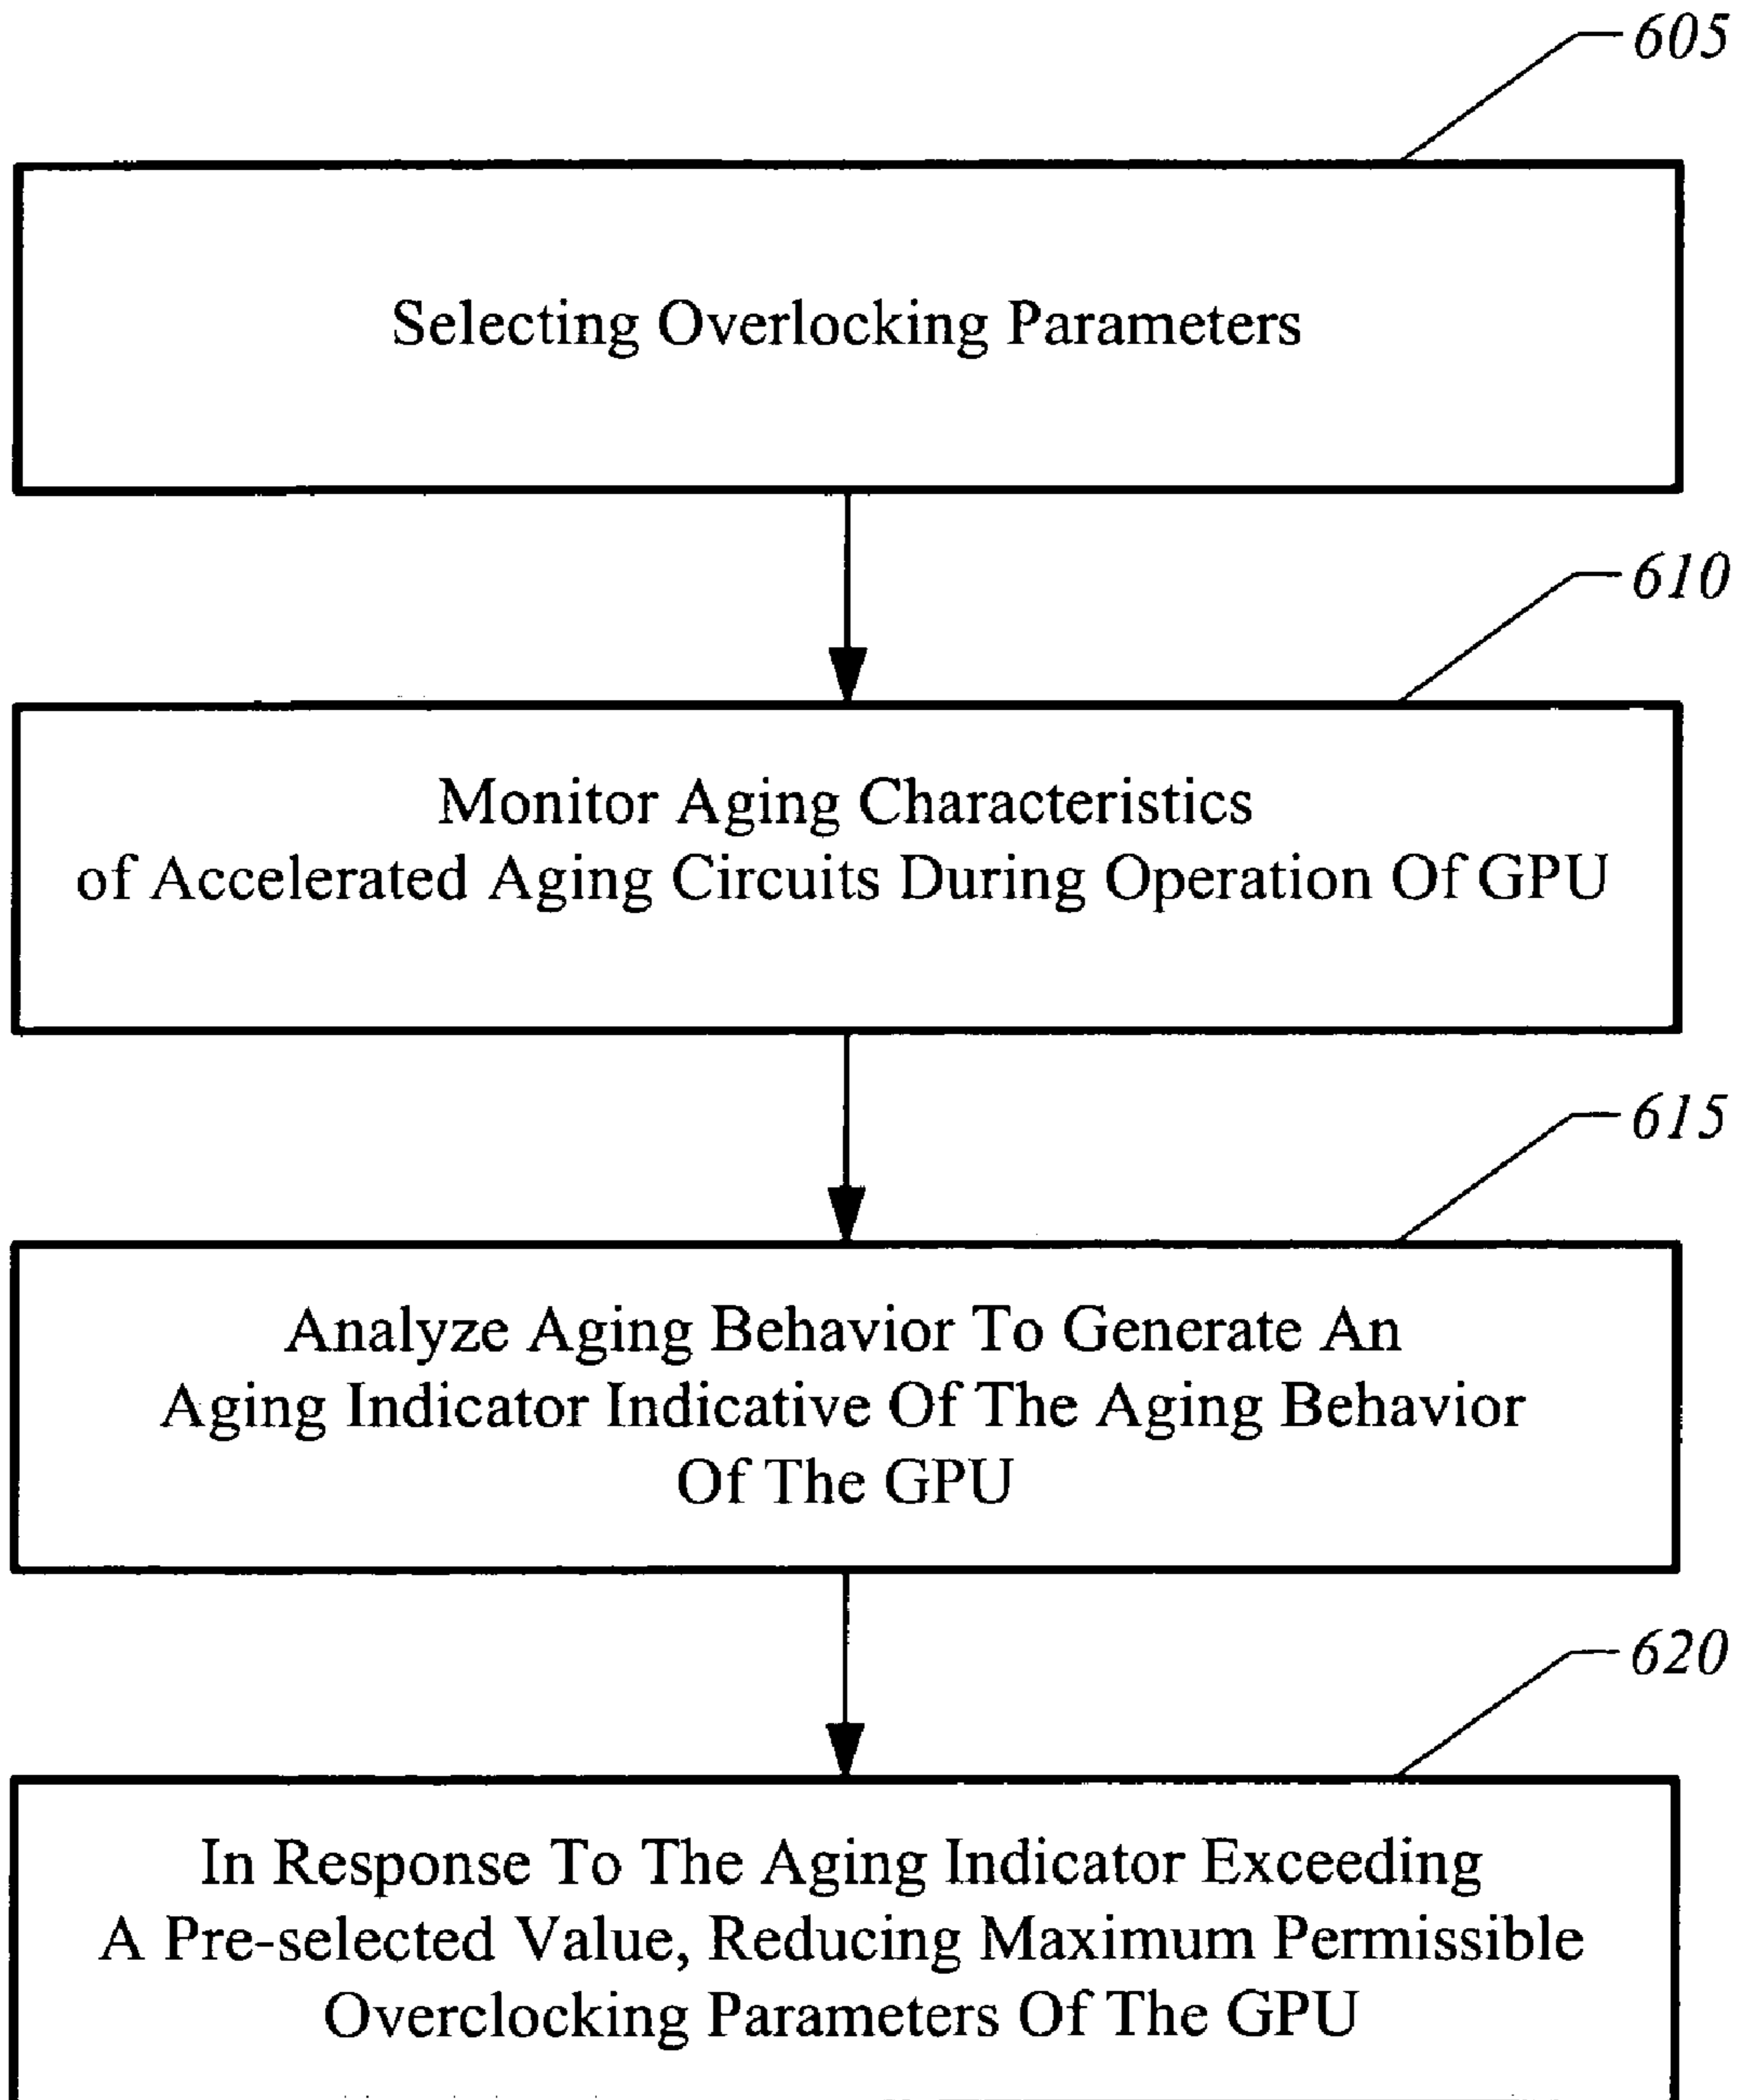 605
Selecting Overlocking Parameters
610
Monitor Aging Characteristics
of Accelerated Aging Circuits During Operation Of GPU
615
Analyze Aging Behavior To Generate An
Aging Indicator Indicative Of The Aging Behavior
Of The GPU
620
In Response To The Aging Indicator Exceeding
A Pre-selected Value, Reducing Maximum Permissible
Overclocking Parameters Of The GPU